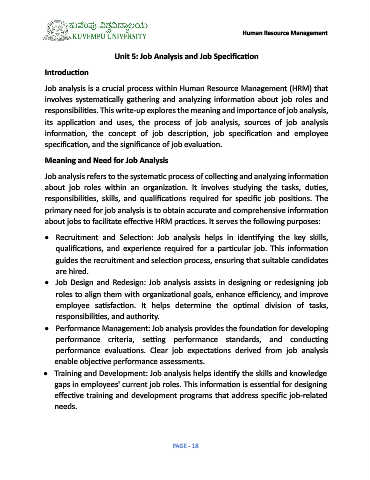 ಕುವೆಂಪು ವಿಶ್ವವಿದ್ಯಾಲಯ
KUVEMPU UNIVERSITY
Human Resource Management
Unit 5: Job Analysis and Job Specification
Introduction
Job analysis is a crucial process within Human Resource Management (HRM) that
involves systematically gathering and analyzing information about job roles and
responsibilities. This write-up explores the meaning and importance of job analysis,
its application and uses, the process of job analysis, sources of job analysis
information, the concept of job description, job specification and employee
specification, and the significance of job evaluation.
Meaning and Need for Job Analysis
Job analysis refers to the systematic process of collecting and analyzing information
about job roles within an organization. It involves studying the tasks, duties,
responsibilities, skills, and qualifications required for specific job positions. The
primary need for job analysis is to obtain accurate and comprehensive information
about jobs to facilitate effective HRM practices. It serves the following purposes:
• Recruitment and Selection: Job analysis helps in identifying the key skills,
qualifications, and experience required for a particular job. This information
guides the recruitment and selection process, ensuring that suitable candidates
are hired.
• Job Design and Redesign: Job analysis assists in designing or redesigning job
roles to align them with organizational goals, enhance efficiency, and improve
employee satisfaction. It helps determine the optimal division of tasks,
responsibilities, and authority.
• Performance Management: Job analysis provides the foundation for developing
performance criteria, setting performance standards, and conducting
performance evaluations. Clear job expectations derived from job analysis
enable objective performance assessments.
• Training and Development: Job analysis helps identify the skills and knowledge
gaps in employees' current job roles. This information is essential for designing
effective training and development programs that address specific job-related
needs.
PAGE - 18